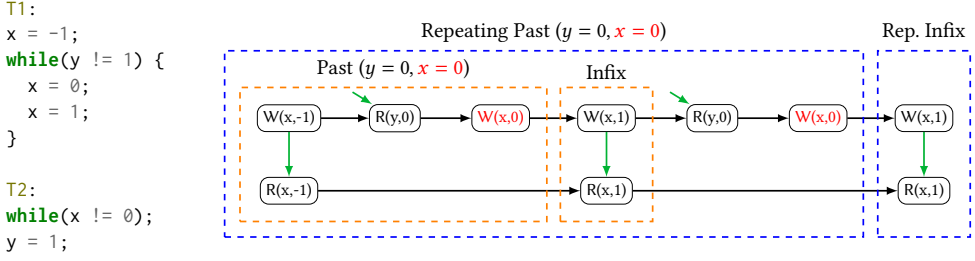 T1:
x = -1;
while(y != 1) {
x = 0;
x = 1;
}
T2:
while(x != 0);
y = 1;
Repeating Past (y = 0, x = 0)
Rep. Infix
Past (y = 0, x = 0)
Infix
W(x,-1) R(y,0) W(x,0) W(x,1) R(y,0) W(x,0) W(x,1)
R(x,-1) R(x,1) R(x,1)